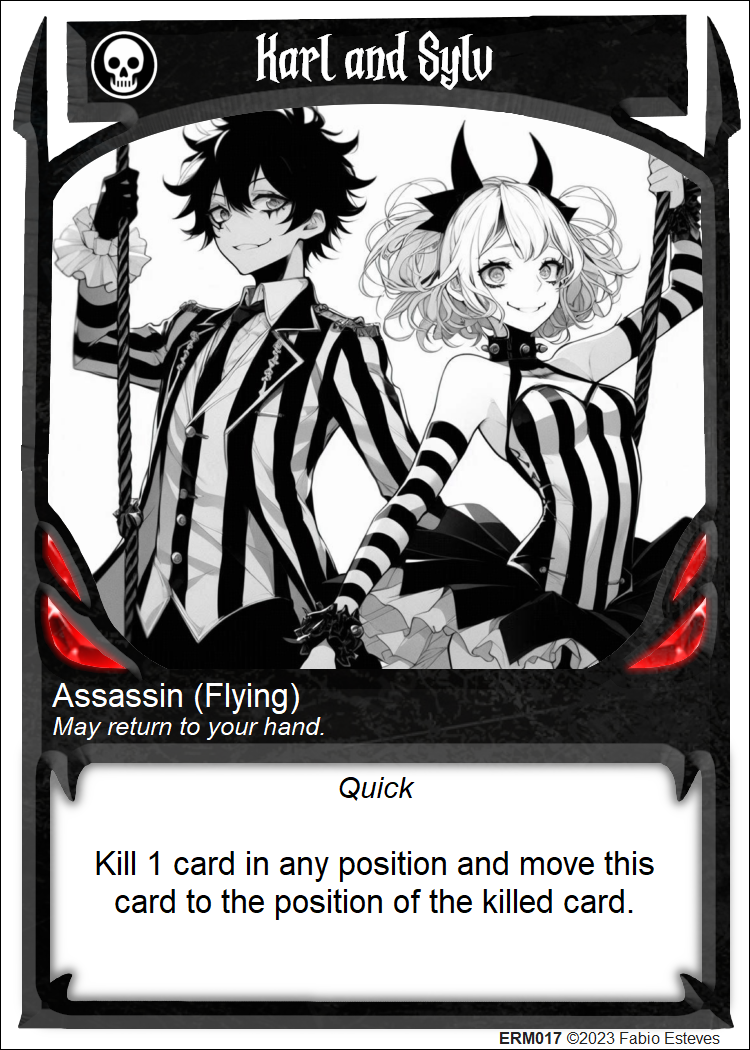 Karl and Sylv
Assassin (Flying)
May return to your hand.
Quick
Kill 1 card in any position and move this
card to the position of the killed card.
ERM017 ©2023 Fabio Esteves